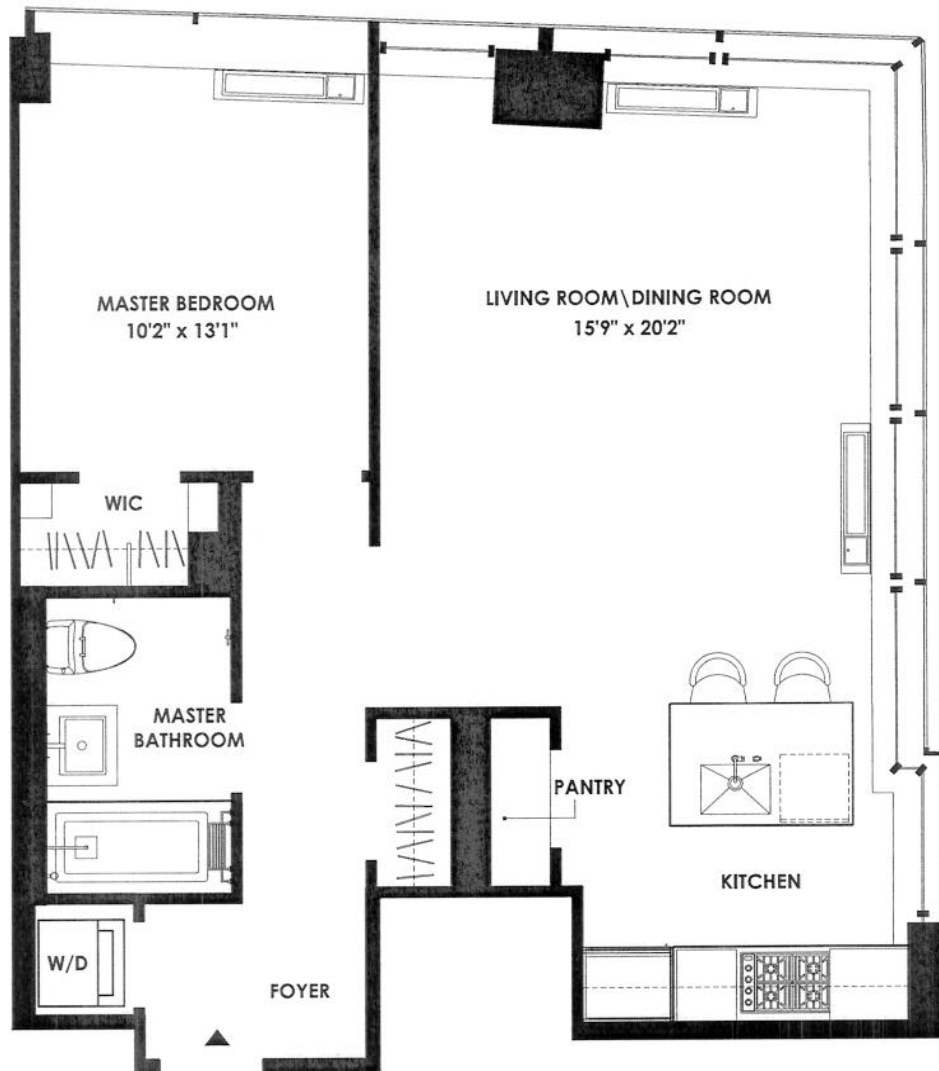 MASTER BEDROOM
10'2" x 13'1"
LIVING ROOM\DINING ROOM
15'9" x 20'2"
WIC
MASTER
BATHROOM
PANTRY
KITCHEN
W/D
FOYER